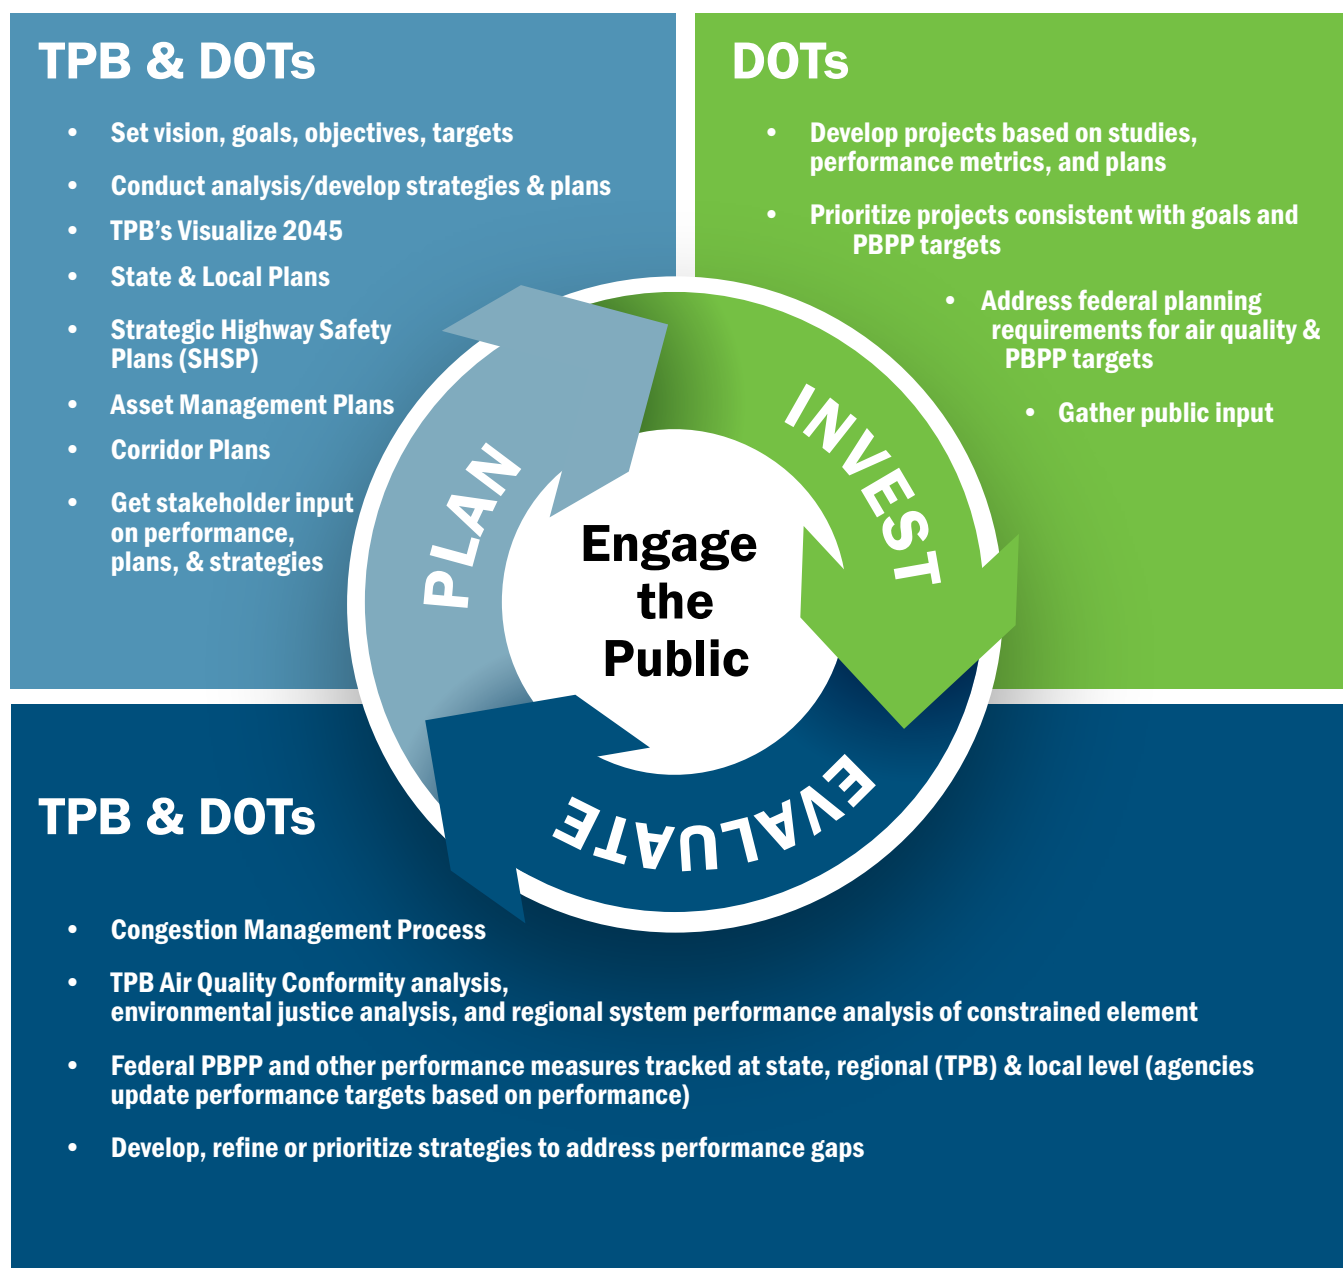 TPB & DOTs
• Set vision, goals, objectives, targets
• Conduct analysis/develop strategies & plans
• TPB’s Visualize 2045
• State & Local Plans
• Strategic Highway Safety
Plans (SHSP)
• Asset Management Plans
• Corridor Plans
• Get stakeholder input
on performance,
plans, & strategies
DOTs
• Develop projects based on studies,
performance metrics, and plans
• Prioritize projects consistent with goals and
PBPP targets
• Address federal planning
requirements for air quality &
PBPP targets
• Gather public input
PLAN
INVEST
EVALUATE
Engage
the
Public
TPB & DOTs
• Congestion Management Process
• TPB Air Quality Conformity analysis,
environmental justice analysis, and regional system performance analysis of constrained element
• Federal PBPP and other performance measures tracked at state, regional (TPB) & local level (agencies
update performance targets based on performance)
• Develop, refine or prioritize strategies to address performance gaps